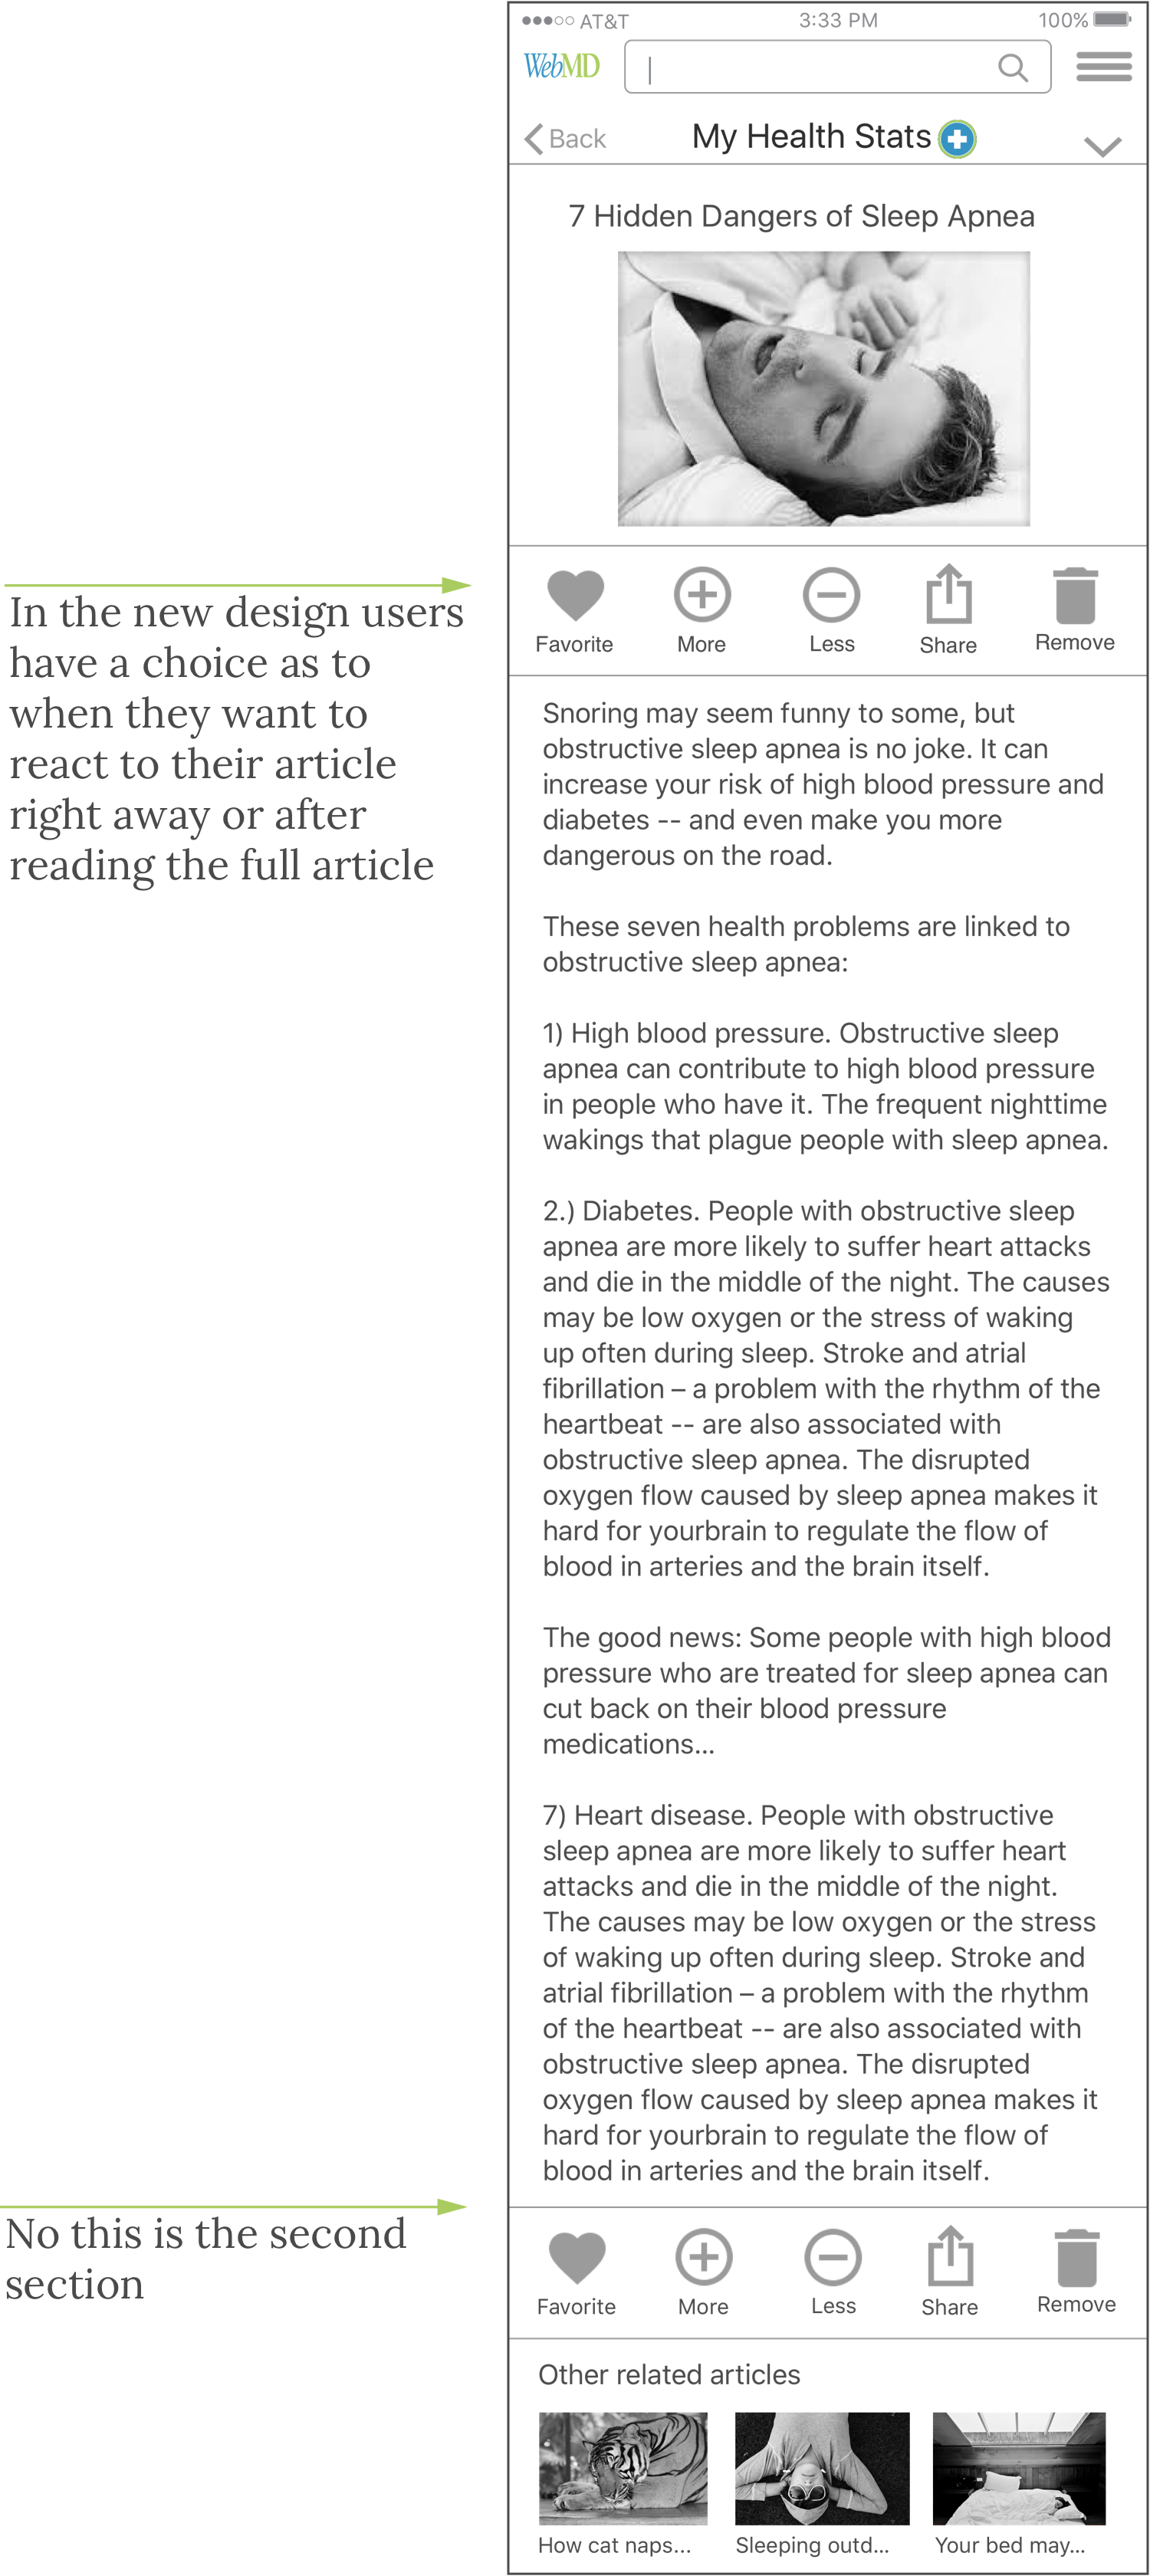 AT&T 3:33 PM 100%
WebMD
Back My Health Stats
7 Hidden Dangers of Sleep Apnea
In the new design users
have a choice as to
when they want to
react to their article
right away or after
reading the full article
Favorite More Less Share Remove
Snoring may seem funny to some, but
obstructive sleep apnea is no joke. It can
increase your risk of high blood pressure and
diabetes -- and even make you more
dangerous on the road.
These seven health problems are linked to
obstructive sleep apnea:
1) High blood pressure. Obstructive sleep
apnea can contribute to high blood pressure
in people who have it. The frequent nighttime
wakings that plague people with sleep apnea.
2.) Diabetes. People with obstructive sleep
apnea are more likely to suffer heart attacks
and die in the middle of the night. The causes
may be low oxygen or the stress of waking
up often during sleep. Stroke and atrial
fibrillation – a problem with the rhythm of the
heartbeat -- are also associated with
obstructive sleep apnea. The disrupted
oxygen flow caused by sleep apnea makes it
hard for yourbrain to regulate the flow of
blood in arteries and the brain itself.
The good news: Some people with high blood
pressure who are treated for sleep apnea can
cut back on their blood pressure
medications...
7) Heart disease. People with obstructive
sleep apnea are more likely to suffer heart
attacks and die in the middle of the night.
The causes may be low oxygen or the stress
of waking up often during sleep. Stroke and
atrial fibrillation – a problem with the rhythm
of the heartbeat -- are also associated with
obstructive sleep apnea. The disrupted
oxygen flow caused by sleep apnea makes it
hard for yourbrain to regulate the flow of
blood in arteries and the brain itself.
No this is the second
section
Favorite More Less Share Remove
Other related articles
How cat naps... Sleeping outd... Your bed may...